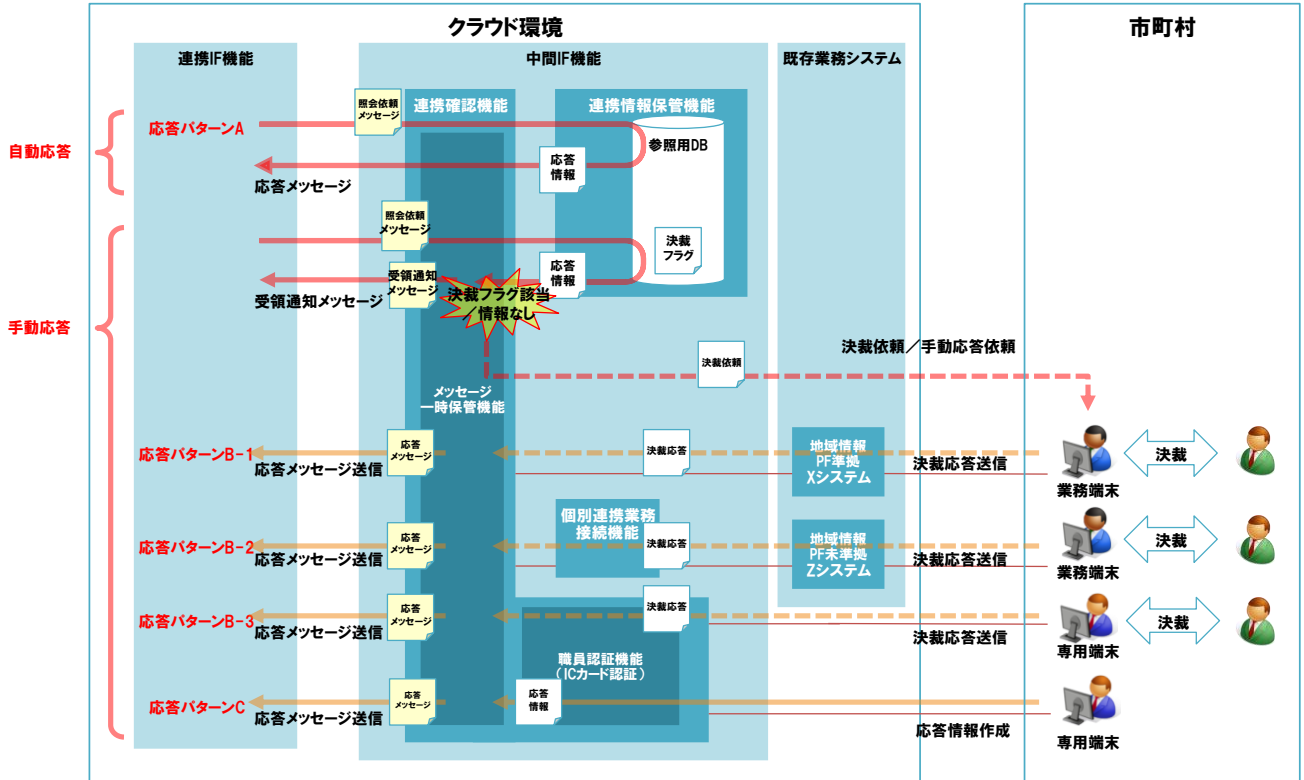 クラウド環境
市町村
連携IF機能
中間IF機能
既存業務システム
照会依頼
メッセージ
連携確認機能
連携情報保管機能
応答パターンA
参照用DB
自動応答
応答
情報
応答メッセージ
照会依頼
メッセージ
決裁
フラグ
受領通知
メッセージ
応答
情報
受領通知メッセージ
決裁フラグ該当
／情報なし
手動応答
決裁依頼／手動応答依頼
決裁依頼
メッセージ
一時保管機能
応答パターンB-1
応答
メッセージ
決裁応答
地域情報
PF準拠
Xシステム
応答メッセージ送信
決裁応答送信
決裁
業務端末
個別連携業務
接続機能
応答パターンB-2
応答
メッセージ
決裁応答
地域情報
PF未準拠
Zシステム
応答メッセージ送信
決裁応答送信
決裁
業務端末
応答パターンB-3
応答
メッセージ
決裁応答
応答メッセージ送信
決裁応答送信
決裁
専用端末
職員認証機能
（ICカード認証）
応答パターンC
応答
メッセージ
応答
情報
応答メッセージ送信
応答情報作成
専用端末